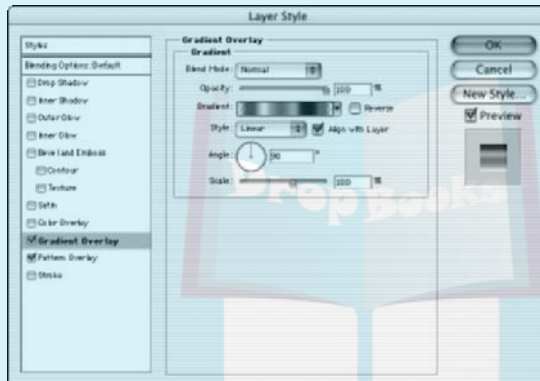 Layer Style
Styles
Blending Options: Default
Drop Shadow
Inner Shadow
Outer Glow
Inner Glow
Bevel and Emboss
Contour
Texture
Satin
Color Overlay
Gradient Overlay
Pattern Overlay
Stroke
Gradient Overlay
Gradient
Blend Mode: Normal
Opacity: 100 %
Gradient: Reverse
Style: Linear Align with Layer
Angle: 90 °
Scale: 100 %
OK
Cancel
New Style...
Preview
Drop Books